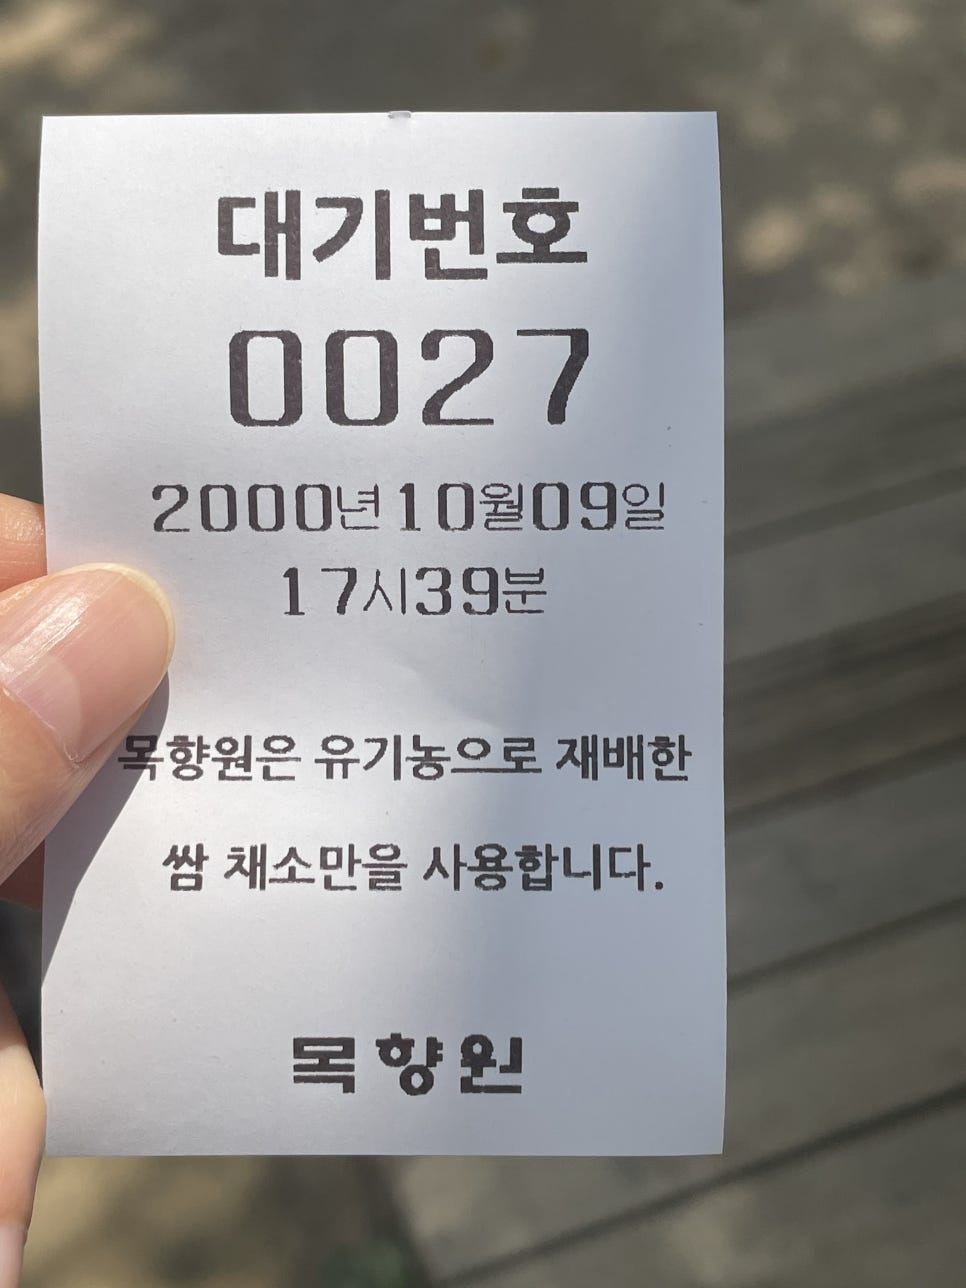 대기번호
0027
2000년10월09일
17시39분
목향원은 유기농으로 재배한
쌈 채소만을 사용합니다.
목향원